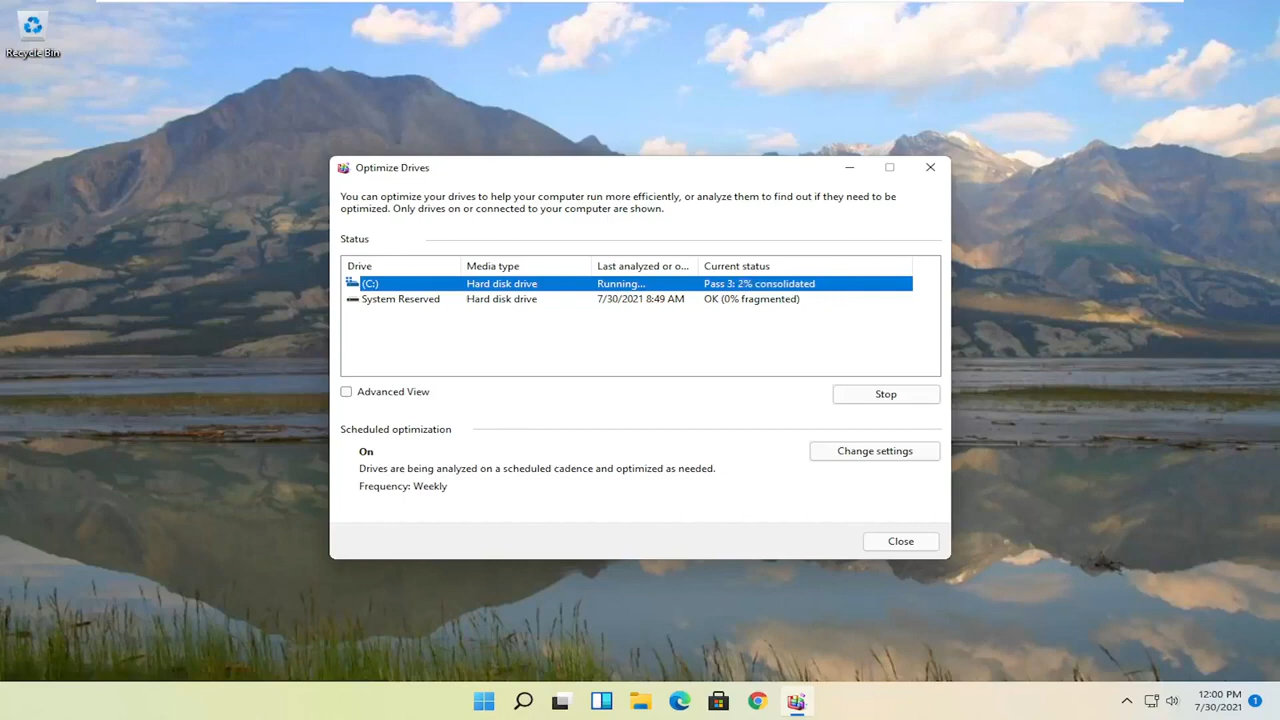 Recycle Bin
Optimize Drives
You can optimize your drives to help your computer run more efficiently, or analyze them to find out if they need to be
optimized. Only drives on or connected to your computer are shown.
Status
Drive Media type Last analyzed or o... Current status
(C:) Hard disk drive Running... Pass 3: 2% consolidated
System Reserved Hard disk drive 7/30/2021 8:49 AM OK (0% fragmented)
Advanced View
Stop
Scheduled optimization
On
Change settings
Drives are being analyzed on a scheduled cadence and optimized as needed.
Frequency: Weekly
Close
12:00 PM
7/30/2021
1